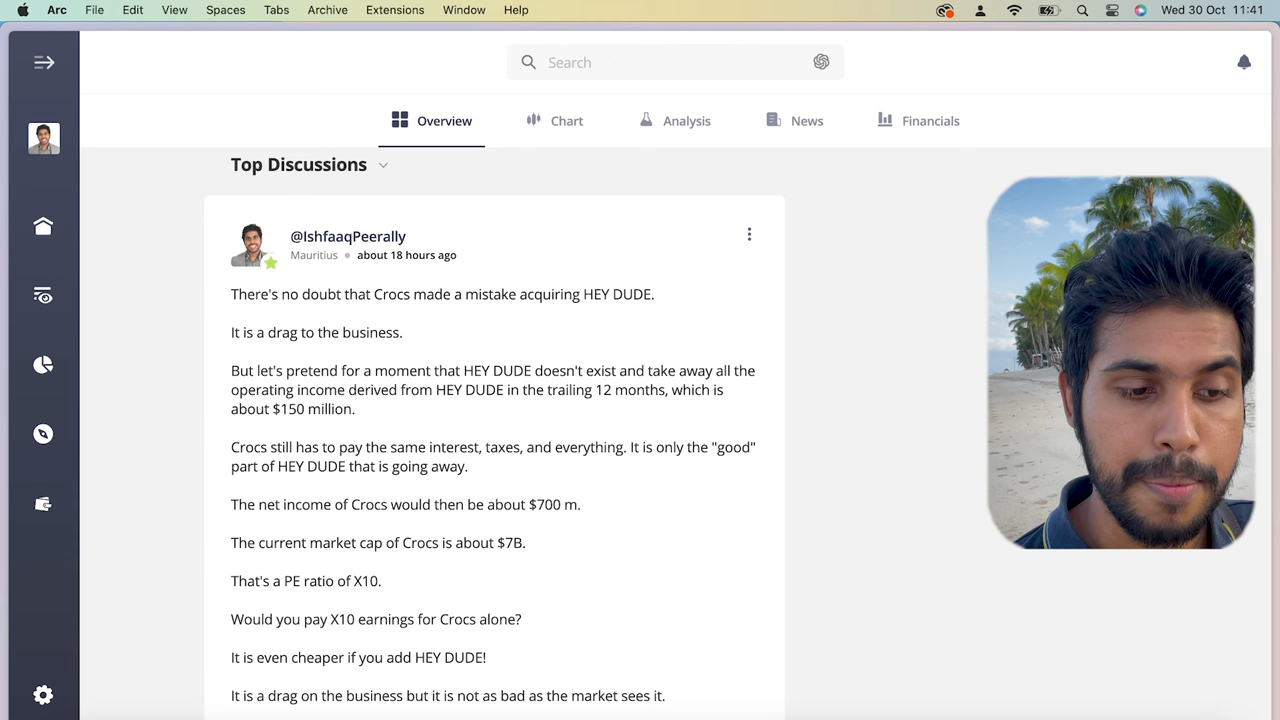 Arc File Edit View Spaces Tabs Archive Extensions Window Help Wed 30 Oct 11:41
Search
Overview Chart Analysis News Financials
Top Discussions
@IshfaaqPeerally
Mauritius about 18 hours ago
There's no doubt that Crocs made a mistake acquiring HEY DUDE.
It is a drag to the business.
But let's pretend for a moment that HEY DUDE doesn't exist and take away all the
operating income derived from HEY DUDE in the trailing 12 months, which is
about $150 million.
Crocs still has to pay the same interest, taxes, and everything. It is only the "good"
part of HEY DUDE that is going away.
The net income of Crocs would then be about $700 m.
The current market cap of Crocs is about $7B.
That's a PE ratio of X10.
Would you pay X10 earnings for Crocs alone?
It is even cheaper if you add HEY DUDE!
It is a drag on the business but it is not as bad as the market sees it.